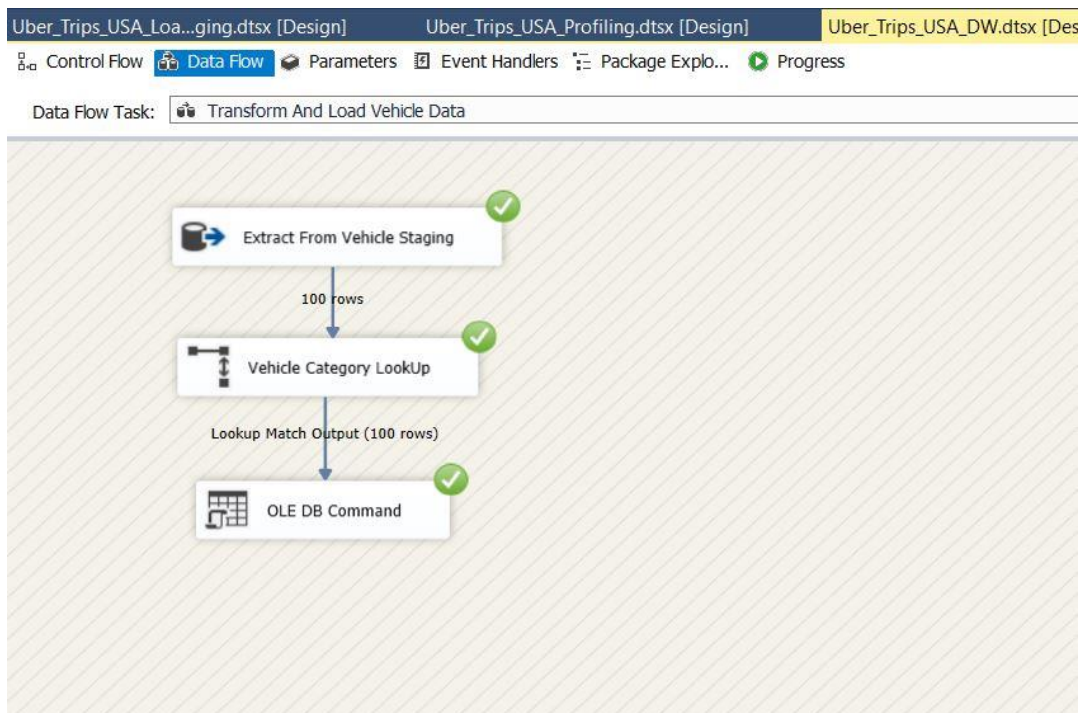 Uber_Trips_USA_Loa...ging.dtsx [Design] Uber_Trips_USA_Profiling.dtsx [Design] Uber_Trips_USA_DW.dtsx [Des
Control Flow Data Flow Parameters Event Handlers Package Explo... Progress
Data Flow Task: Transform And Load Vehicle Data
Extract From Vehicle Staging
100 rows
Vehicle Category LookUp
Lookup Match Output (100 rows)
OLE DB Command